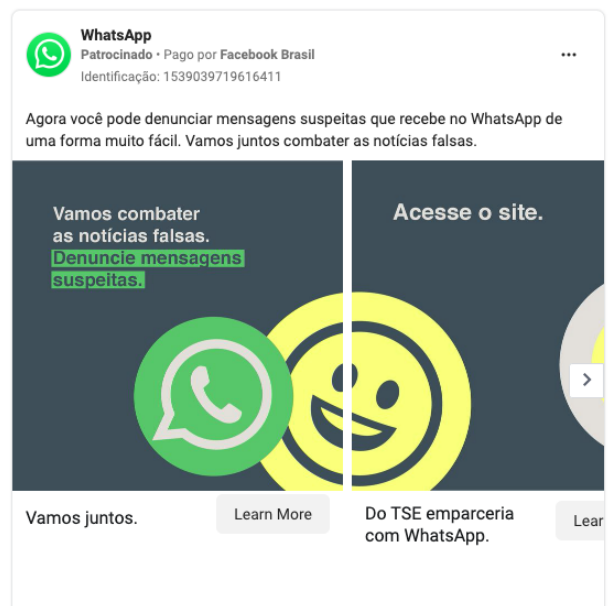 WhatsApp
Patrocinado • Pago por Facebook Brasil
Identificação: 1539039719616411
Agora você pode denunciar mensagens suspeitas que recebe no WhatsApp de
uma forma muito fácil. Vamos juntos combater as notícias falsas.
Vamos combater
as notícias falsas.
Denuncie mensagens
suspeitas.
Acesse o site.
Vamos juntos.
Learn More
Do TSE emparceria
com WhatsApp.
Lear